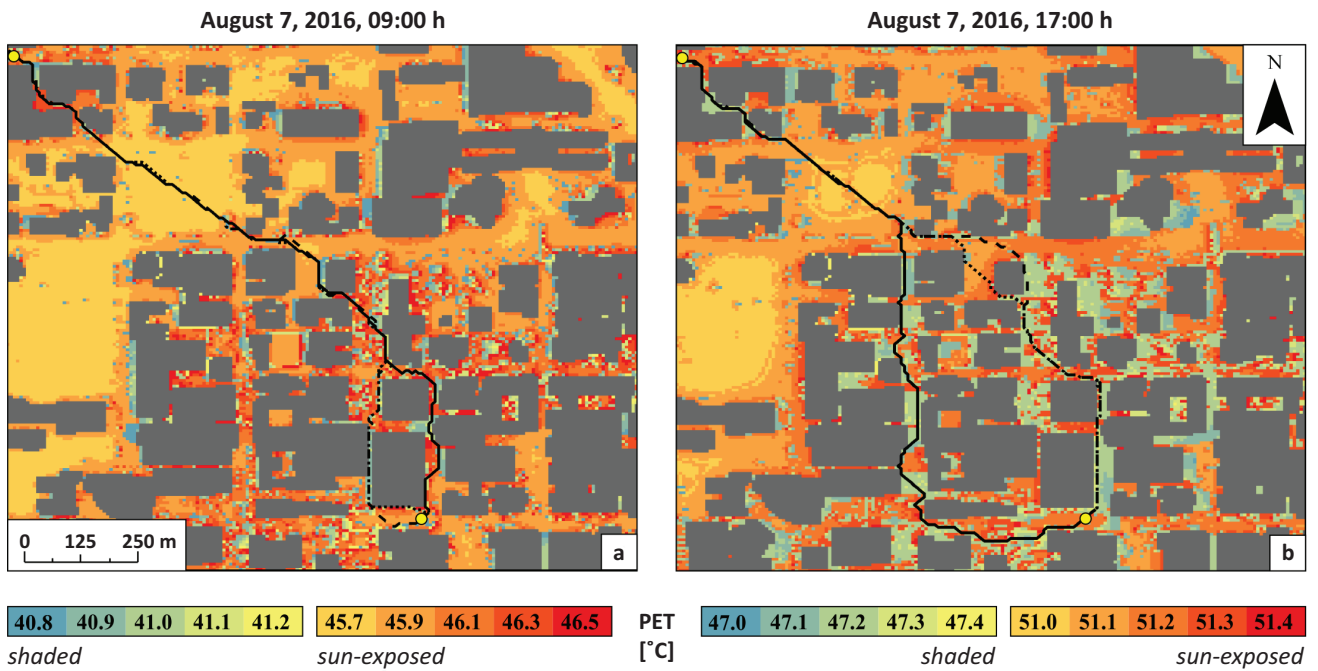 August 7, 2016, 09:00 h
August 7, 2016, 17:00 h
N
0 125 250 m
a
b
40.8 40.9 41.0 41.1 41.2
45.7 45.9 46.1 46.3 46.5
PET
[°C]
47.0 47.1 47.2 47.3 47.4
51.0 51.1 51.2 51.3 51.4
shaded
sun-exposed
shaded
sun-exposed